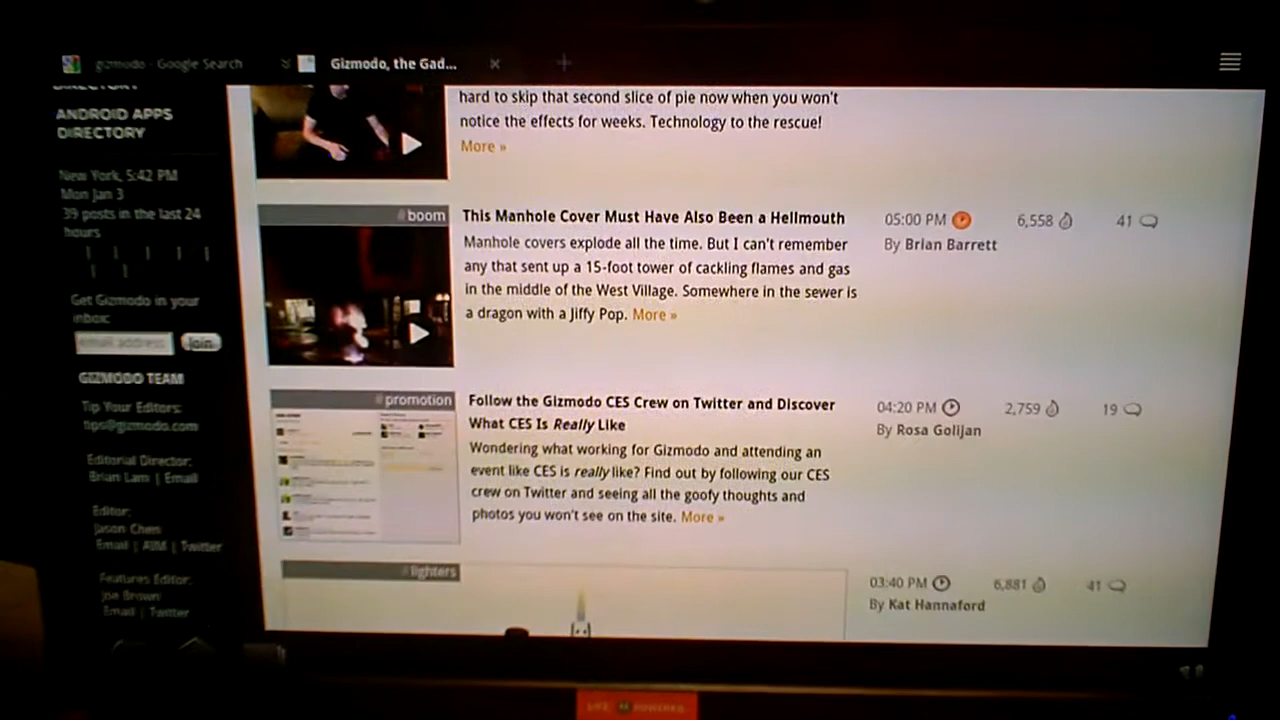 gizmodo - Google Search
Gizmodo, the Gad...
DIRECTORY
ANDROID APPS
DIRECTORY
New York, 5:42 PM
Mon Jan 3
39 posts in the last 24
hours
Get Gizmodo in your
inbox:
email address
Join
GIZMODO TEAM
Tip Your Editors:
tips@gizmodo.com
Editorial Director:
Brian Lam | Email
Editor:
Jason Chen
Email | AIM | Twitter
Features Editor:
Joe Brown
Email | Twitter
hard to skip that second slice of pie now when you won't
notice the effects for weeks. Technology to the rescue!
More »
#boom
This Manhole Cover Must Have Also Been a Hellmouth
Manhole covers explode all the time. But I can't remember
any that sent up a 15-foot tower of cackling flames and gas
in the middle of the West Village. Somewhere in the sewer is
a dragon with a Jiffy Pop. More »
05:00 PM 6,558 41
By Brian Barrett
#promotion
Follow the Gizmodo CES Crew on Twitter and Discover
What CES Is Really Like
Wondering what working for Gizmodo and attending an
event like CES is really like? Find out by following our CES
crew on Twitter and seeing all the goofy thoughts and
photos you won't see on the site. More »
04:20 PM 2,759 19
By Rosa Golijan
#lighters
03:40 PM 6,881 41
By Kat Hannaford
LIFE POWERED